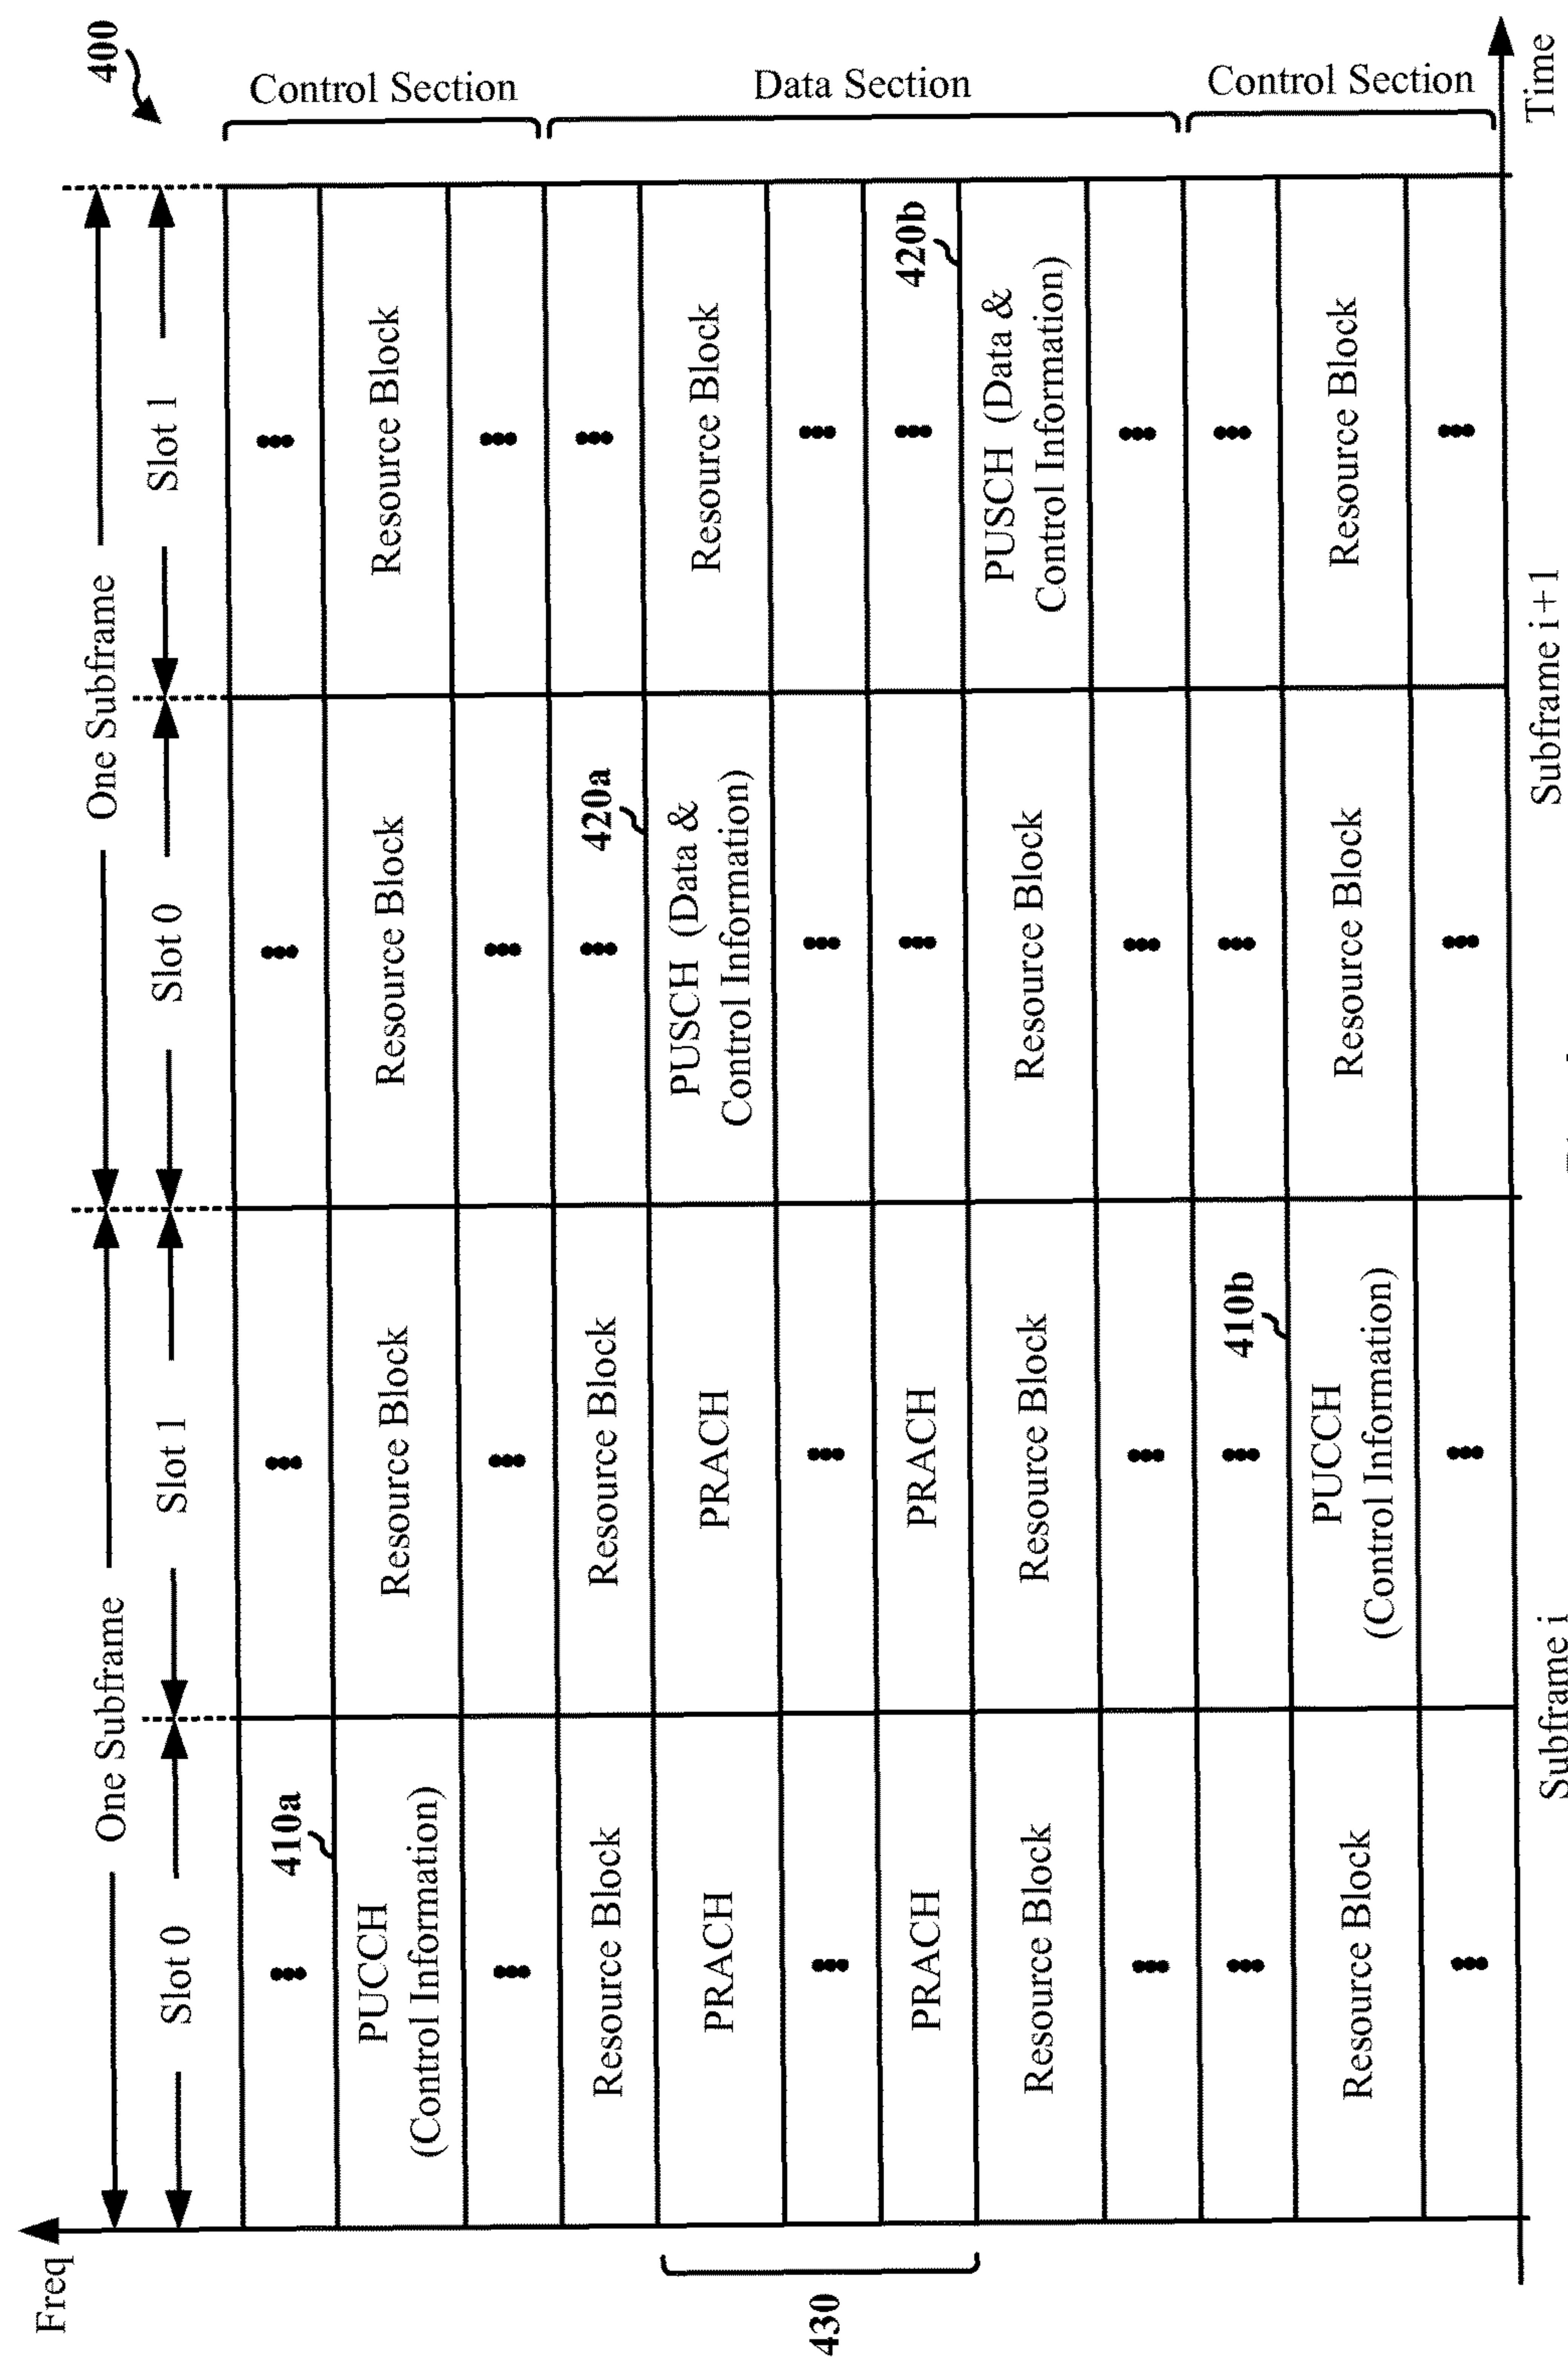 400
One Subframe
One Subframe
Slot 0
Slot 1
Slot 0
Slot 1
Freq
Control Section
410a
PUCCH
(Control Information)
Resource Block
Resource Block
Resource Block
Data Section
Resource Block
Resource Block
420a
430
PRACH
PRACH
PUSCH (Data &
Control Information)
Resource Block
PRACH
PRACH
420b
Resource Block
Resource Block
Resource Block
PUSCH (Data &
Control Information)
Control Section
410b
Resource Block
PUCCH
(Control Information)
Resource Block
Resource Block
Time
Subframe i
Subframe i+1